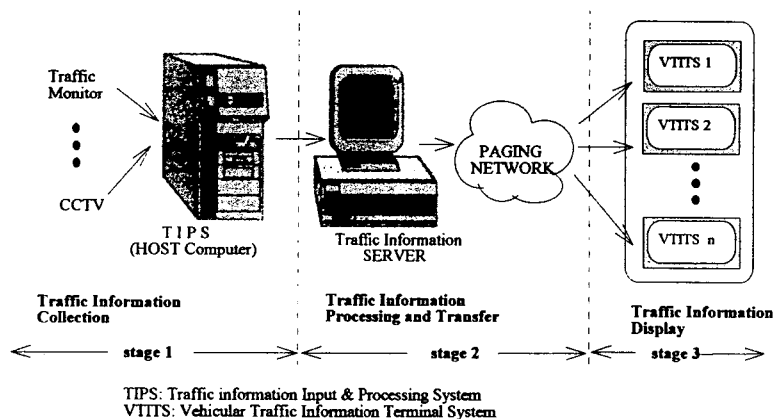 Traffic
Monitor
CCTV
T I P S
(HOST Computer)
Traffic Information
SERVER
PAGING
NETWORK
VTITS 1
VTITS 2
VTITS n
Traffic Information
Collection
Traffic Information
Processing and Transfer
Traffic Information
Display
stage 1
stage 2
stage 3
TIPS: Traffic information Input & Processing System
VTITS: Vehicular Traffic Information Terminal System